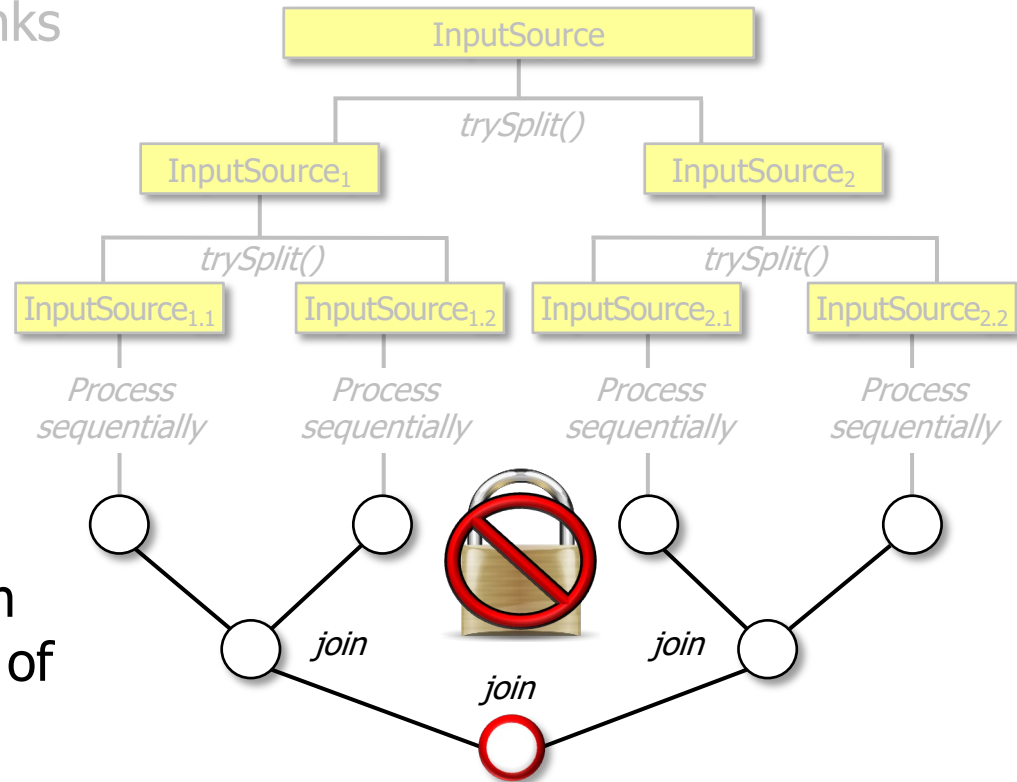 nks
InputSource
trySplit()
InputSource₁ InputSource₂
trySplit() trySplit()
InputSource₁.₁ InputSource₁.₂ InputSource₂.₁ InputSource₂.₂
Process Process Process Process
sequentially sequentially sequentially sequentially
n
of
join join
join